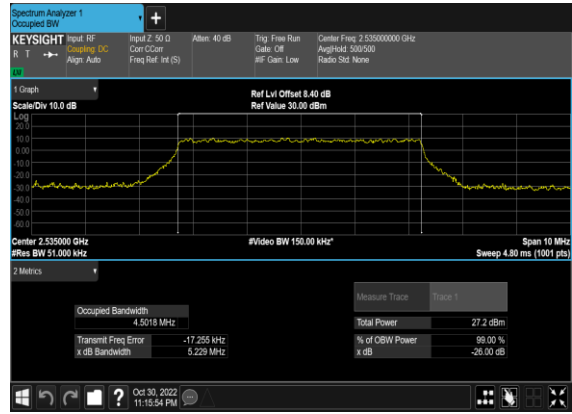 Spectrum Analyzer 1
Occupied BW
+
KEYSIGHT Input: RF Input Z: 50 Ω Atten: 40 dB Trig: Free Run Center Freq: 2.535000000 GHz
R T Coupling: DC Corr CCorr Gate: Off Avg|Hold: 500/500
Align: Auto Freq Ref: Int (S) #IF Gain: Low Radio Std: None
1 Graph
Ref Lvl Offset 8.40 dB
Scale/Div 10.0 dB Ref Value 30.00 dBm
Log
20.0
10.0
0.00
-10.0
-20.0
-30.0
-40.0
-50.0
-60.0
Center 2.535000 GHz #Video BW 150.00 kHz* Span 10 MHz
#Res BW 51.000 kHz Sweep 4.80 ms (1001 pts)
2 Metrics
Measure Trace Trace 1
Occupied Bandwidth
4.5018 MHz
Total Power 27.2 dBm
Transmit Freq Error -17.255 kHz % of OBW Power 99.00 %
x dB Bandwidth 5.229 MHz x dB -26.00 dB
?
Oct 30, 2022
11:15:54 PM